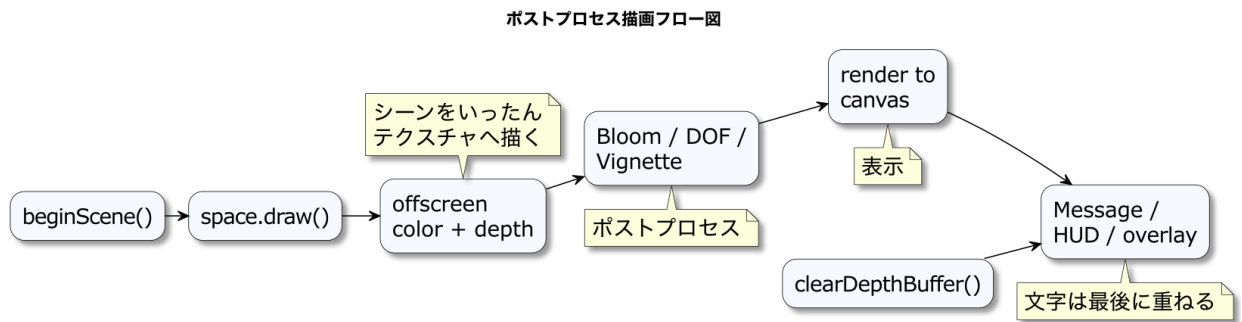 ポストプロセス描画フロー図
beginScene()
space.draw()
シーンをいったん
テクスチャへ描く
offscreen
color + depth
Bloom / DOF /
Vignette
ポストプロセス
render to
canvas
表示
clearDepthBuffer()
Message /
HUD / overlay
文字は最後に重ねる